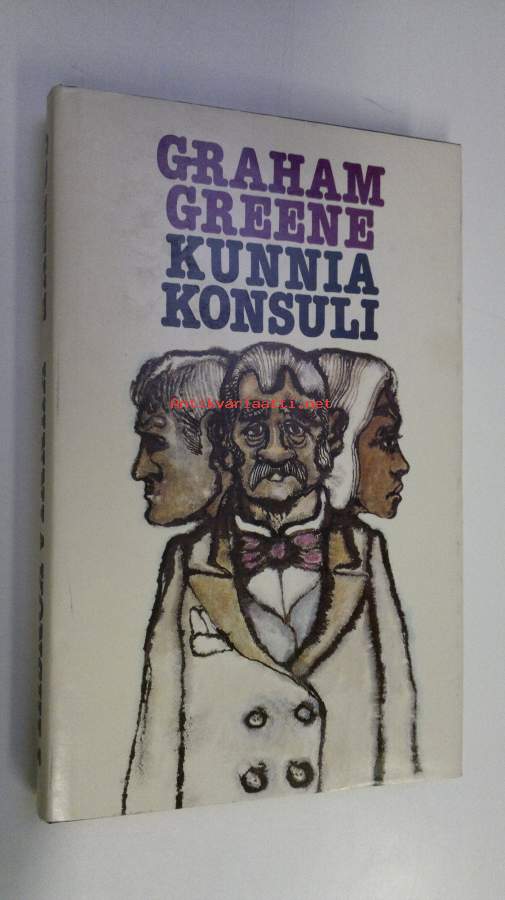 GRAHAM
GREENE
KUNNIA
KONSULI
Antikvariaatti.net